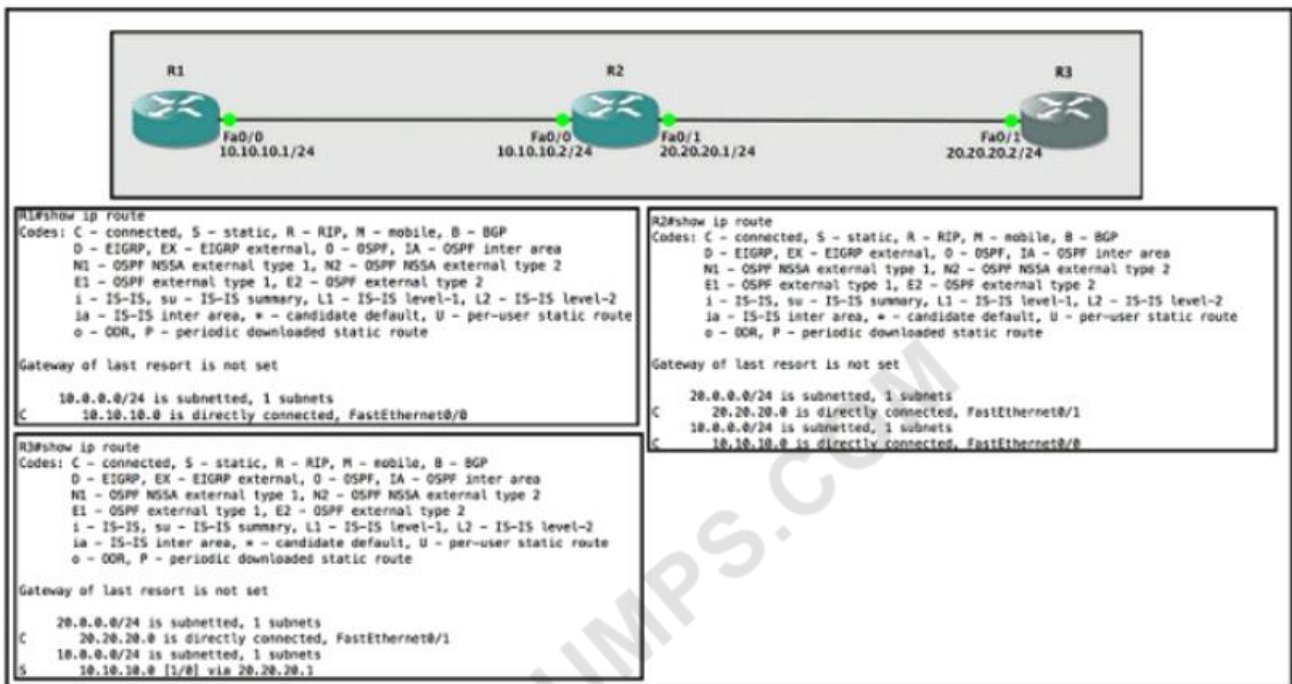 R1
R2
R3
Fa0/0
10.10.10.1/24
Fa0/0
10.10.10.2/24
Fa0/1
20.20.20.1/24
Fa0/1
20.20.20.2/24
R1#show ip route
Codes: C - connected, S - static, R - RIP, M - mobile, B - BGP
D - EIGRP, EX - EIGRP external, O - OSPF, IA - OSPF inter area
N1 - OSPF NSSA external type 1, N2 - OSPF NSSA external type 2
E1 - OSPF external type 1, E2 - OSPF external type 2
i - IS-IS, su - IS-IS summary, L1 - IS-IS level-1, L2 - IS-IS level-2
ia - IS-IS inter area, * - candidate default, U - per-user static route
o - ODR, P - periodic downloaded static route
Gateway of last resort is not set
10.0.0.0/24 is subnetted, 1 subnets
C 10.10.10.0 is directly connected, FastEthernet0/0
R2#show ip route
Codes: C - connected, S - static, R - RIP, M - mobile, B - BGP
D - EIGRP, EX - EIGRP external, O - OSPF, IA - OSPF inter area
N1 - OSPF NSSA external type 1, N2 - OSPF NSSA external type 2
E1 - OSPF external type 1, E2 - OSPF external type 2
i - IS-IS, su - IS-IS summary, L1 - IS-IS level-1, L2 - IS-IS level-2
ia - IS-IS inter area, * - candidate default, U - per-user static route
o - ODR, P - periodic downloaded static route
Gateway of last resort is not set
20.0.0.0/24 is subnetted, 1 subnets
C 20.20.20.0 is directly connected, FastEthernet0/1
10.0.0.0/24 is subnetted, 1 subnets
C 10.10.10.0 is directly connected, FastEthernet0/0
R3#show ip route
Codes: C - connected, S - static, R - RIP, M - mobile, B - BGP
D - EIGRP, EX - EIGRP external, O - OSPF, IA - OSPF inter area
N1 - OSPF NSSA external type 1, N2 - OSPF NSSA external type 2
E1 - OSPF external type 1, E2 - OSPF external type 2
i - IS-IS, su - IS-IS summary, L1 - IS-IS level-1, L2 - IS-IS level-2
ia - IS-IS inter area, * - candidate default, U - per-user static route
o - ODR, P - periodic downloaded static route
Gateway of last resort is not set
20.0.0.0/24 is subnetted, 1 subnets
C 20.20.20.0 is directly connected, FastEthernet0/1
10.0.0.0/24 is subnetted, 1 subnets
S 10.10.10.0 [1/0] via 20.20.20.1